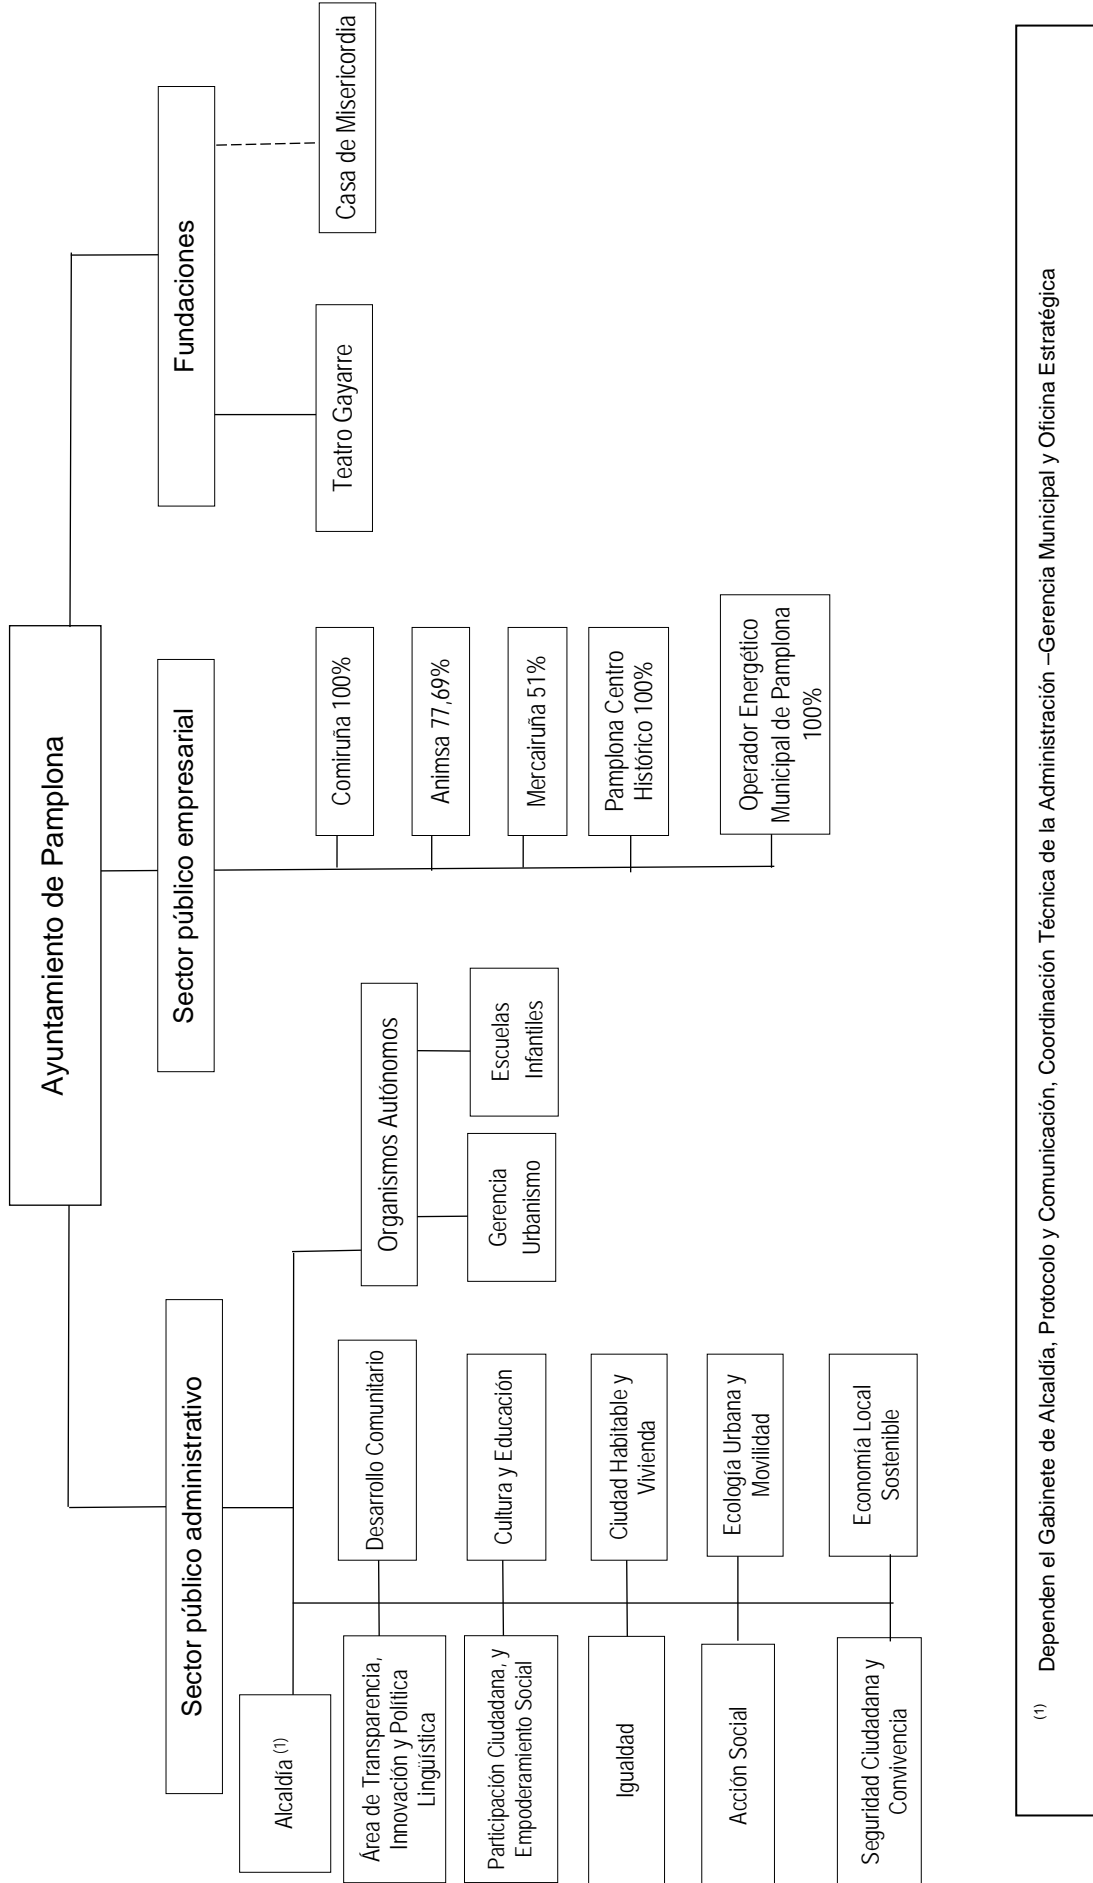 Ayuntamiento de Pamplona
Sector público administrativo
Sector público empresarial
Fundaciones
Alcaldía (1)
Área de Transparencia,
Innovación y Política
Lingüística
Participación Ciudadana, y
Empoderamiento Social
Igualdad
Acción Social
Seguridad Ciudadana y
Convivencia
Desarrollo Comunitario
Cultura y Educación
Ciudad Habitable y
Vivienda
Ecología Urbana y
Movilidad
Economía Local
Sostenible
Organismos Autónomos
Gerencia
Urbanismo
Escuelas
Infantiles
Comiruña 100%
Animsa 77,69%
Mercairuña 51%
Pamplona Centro
Histórico 100%
Operador Energético
Municipal de Pamplona
100%
Teatro Gayarre
Casa de Misericordia
(1) Dependen el Gabinete de Alcaldía, Protocolo y Comunicación, Coordinación Técnica de la Administración –Gerencia Municipal y Oficina Estratégica